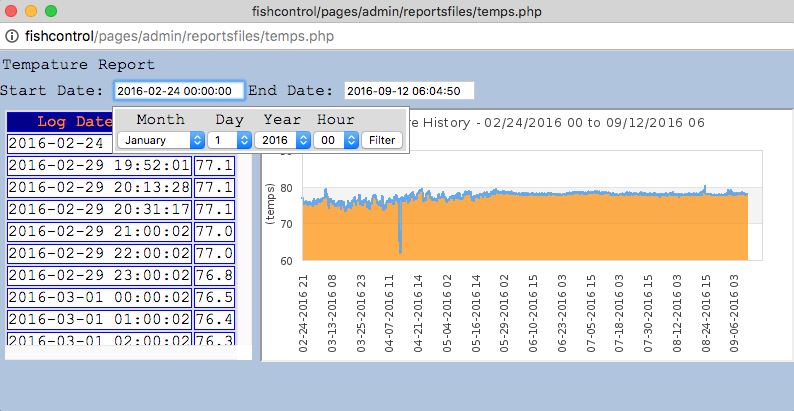 fishcontrol/pages/admin/reportsfiles/temps.php
fishcontrol/pages/admin/reportsfiles/temps.php
Tempature Report
Start Date: 2016-02-24 00:00:00 End Date: 2016-09-12 06:04:50
Month Day Year Hour
January 1 2016 00 Filter
Log Date
2016-02-24
2016-02-29 19:52:01 77.1
2016-02-29 20:13:28 77.1
2016-02-29 20:31:17 77.1
2016-02-29 21:00:02 77.0
2016-02-29 22:00:02 77.0
2016-02-29 23:00:02 76.8
2016-03-01 00:00:02 76.5
2016-03-01 01:00:02 76.4
2016-03-01 02:00:02 76.3
re History - 02/24/2016 00 to 09/12/2016 06
90
80
70
60
(temps)
02-24-2016 21
03-13-2016 08
03-25-2016 23
04-07-2016 11
04-21-2016 14
05-04-2016 02
05-16-2016 14
05-29-2016 02
06-10-2016 15
06-23-2016 03
07-05-2016 15
07-18-2016 03
07-30-2016 15
08-12-2016 03
08-24-2016 15
09-06-2016 03